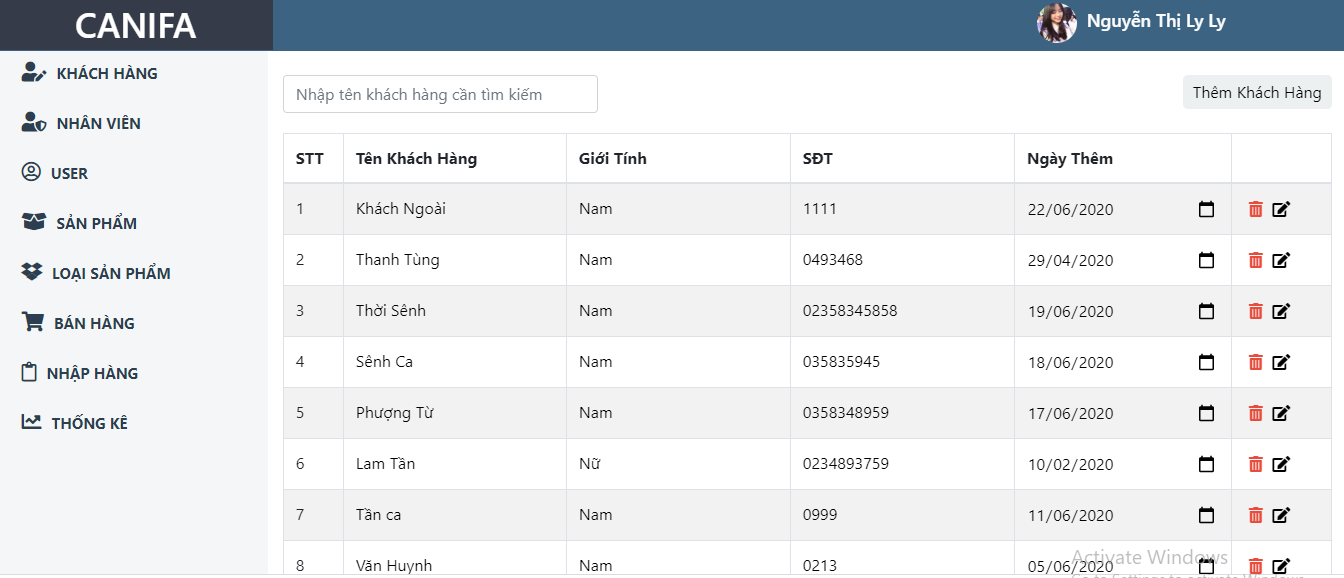 CANIFA
Nguyễn Thị Ly Ly
KHÁCH HÀNG
NHÂN VIÊN
USER
SẢN PHẨM
LOẠI SẢN PHẨM
BÁN HÀNG
NHẬP HÀNG
THỐNG KÊ
Nhập tên khách hàng cần tìm kiếm
Thêm Khách Hàng
STT Tên Khách Hàng Giới Tính SĐT Ngày Thêm
1 Khách Ngoài Nam 1111 22/06/2020
2 Thanh Tùng Nam 0493468 29/04/2020
3 Thời Sênh Nam 02358345858 19/06/2020
4 Sênh Ca Nam 035835945 18/06/2020
5 Phượng Từ Nam 0358348959 17/06/2020
6 Lam Tần Nữ 0234893759 10/02/2020
7 Tần ca Nam 0999 11/06/2020
8 Văn Huynh Nam 0213 05/06/2020
Activate Windows